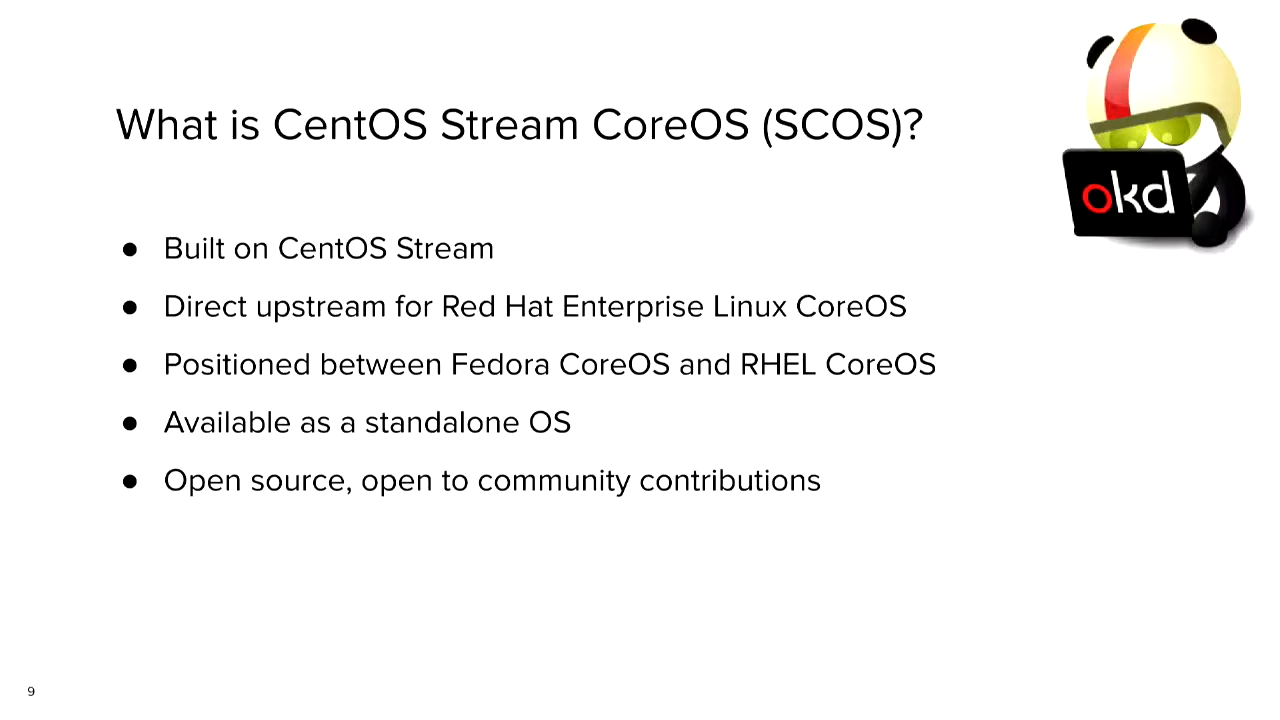 What is CentOS Stream CoreOS (SCOS)?
okd
● Built on CentOS Stream
● Direct upstream for Red Hat Enterprise Linux CoreOS
● Positioned between Fedora CoreOS and RHEL CoreOS
● Available as a standalone OS
● Open source, open to community contributions
9